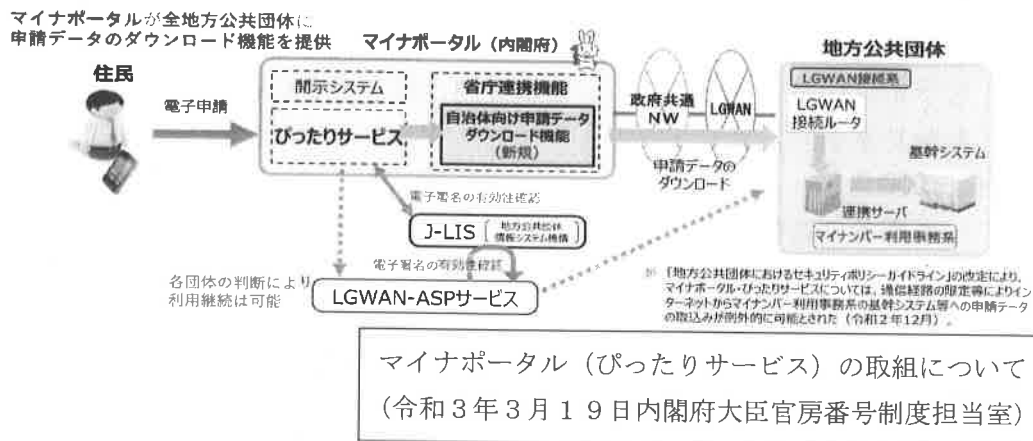 マイナポータルが全地方公共団体に
申請データのダウンロード機能を提供
マイナポータル（内閣府）
住民
電子申請
開示システム
ぴったりサービス
省庁連携機能
自治体向け申請データ
ダウンロード機能
（新規）
政府共通
NW
LGWAN
申請データの
ダウンロード
地方公共団体
LGWAN接続系
LGWAN
接続ルータ
基幹システム
連携サーバ
マイナンバー利用事務系
電子署名の有効性確認
J-LIS
地方公共団体
情報システム機構
電子署名の有効性確認
各団体の判断により
利用継続は可能
LGWAN-ASPサービス
※ 「地方公共団体におけるセキュリティポリシーガイドライン」の改定により、
マイナポータル・ぴったりサービスについては、通信経路の限定等によりイン
ターネットからマイナンバー利用事務系の基幹システム等への申請データ
の取込みが例外的に可能とされた（令和２年12月）。
マイナポータル（ぴったりサービス）の取組について
(令和３年３月１９日内閣府大臣官房番号制度担当室)